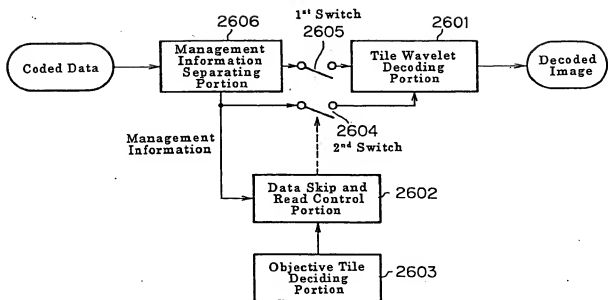 2606
1st Switch
2605
2601
Coded Data
Management
Information
Separating
Portion
Tile Wavelet
Decoding
Portion
Decoded
Image
2604
2nd Switch
Management
Information
Data Skip and
Read Control
Portion
2602
Objective Tile
Deciding
Portion
2603